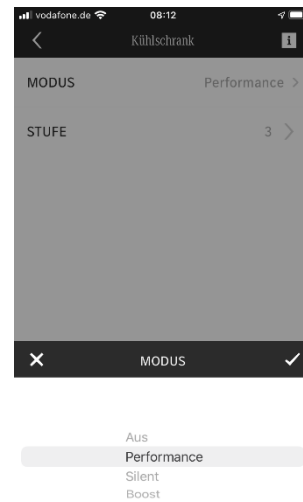 vodafone.de 08:12
Kühlschrank i
MODUS Performance
STUFE 3
MODUS
Aus
Performance
Silent
Boost